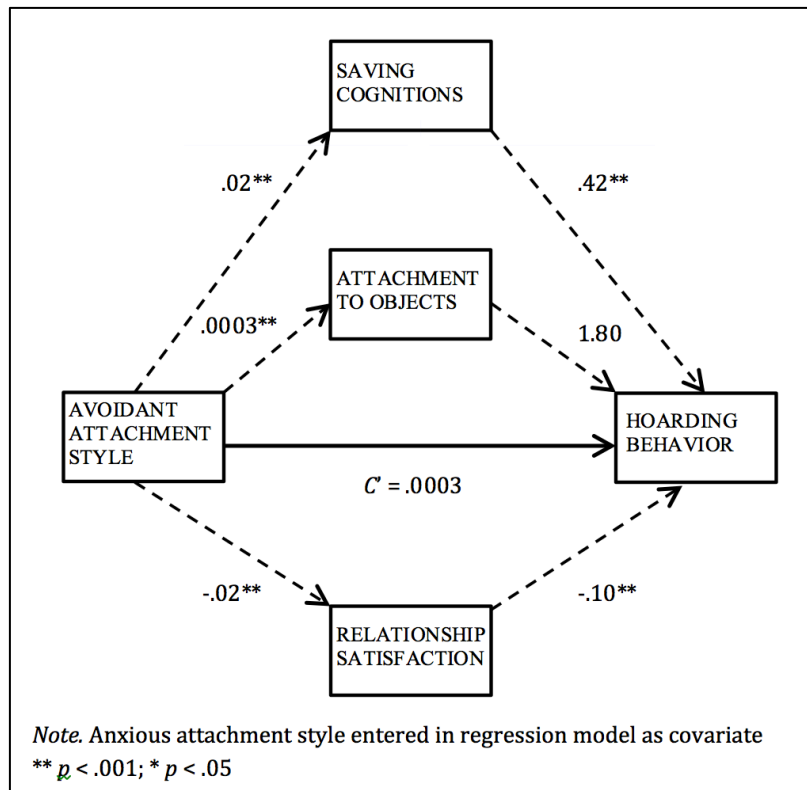 SAVING
COGNITIONS
.02**
.42**
ATTACHMENT
TO OBJECTS
.0003**
1.80
AVOIDANT
ATTACHMENT
STYLE
HOARDING
BEHAVIOR
C' = .0003
-.02**
-.10**
RELATIONSHIP
SATISFACTION
Note. Anxious attachment style entered in regression model as covariate
** p < .001; * p < .05